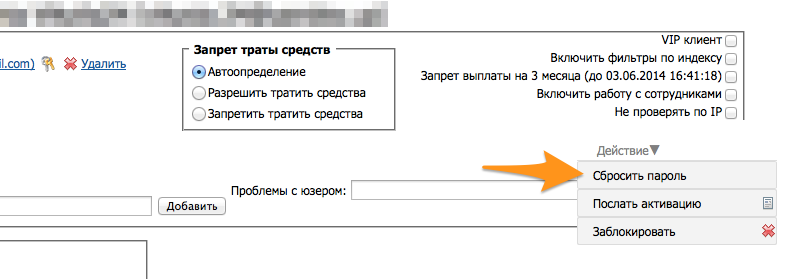 VIP клиент
Запрет траты средств
il.com) Удалить
Включить фильтры по индексу
Автоопределение
Запрет выплаты на 3 месяца (до 03.06.2014 16:41:18)
Разрешить тратить средства
Включить работу с сотрудниками
Запретить тратить средства
Не проверять по IP
Действие▼
Сбросить пароль
Проблемы с юзером:
Добавить
Послать активацию
Заблокировать